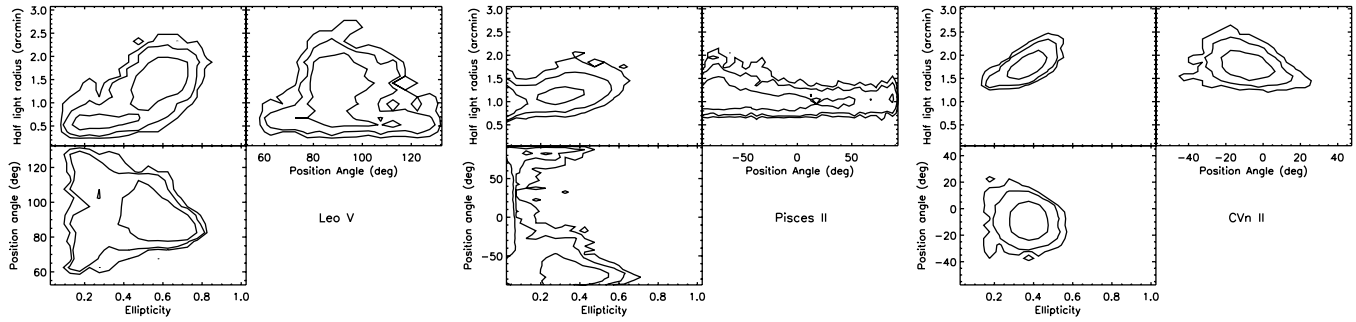 3.0
2.5
2.0
1.5
1.0
0.5
Half light radius (arcmin)
60 80 100 120
Position Angle (deg)
120
100
80
60
Position angle (deg)
0.2 0.4 0.6 0.8 1.0
Ellipticity
Leo V
3.0
2.5
2.0
1.5
1.0
0.5
Half light radius (arcmin)
−50 0 50
Position Angle (deg)
50
0
−50
Position angle (deg)
0.2 0.4 0.6 0.8 1.0
Ellipticity
Pisces II
3.0
2.5
2.0
1.5
1.0
0.5
Half light radius (arcmin)
−40 −20 0 20 40
Position Angle (deg)
40
20
0
−20
−40
Position angle (deg)
0.2 0.4 0.6 0.8 1.0
Ellipticity
CVn II